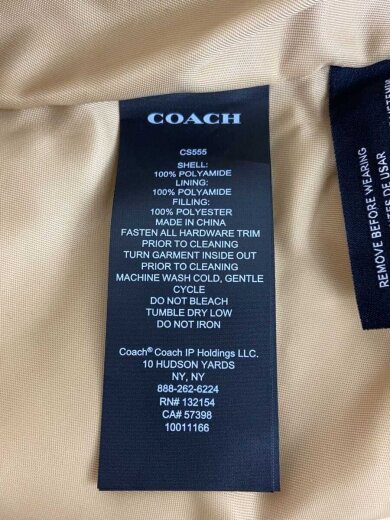 COACH
CS555
SHELL:
100% POLYAMIDE
LINING:
100% POLYAMIDE
FILLING:
100% POLYESTER
MADE IN CHINA
FASTEN ALL HARDWARE TRIM
PRIOR TO CLEANING
TURN GARMENT INSIDE OUT
PRIOR TO CLEANING
MACHINE WASH COLD, GENTLE
CYCLE
DO NOT BLEACH
TUMBLE DRY LOW
DO NOT IRON
Coach® Coach IP Holdings LLC.
10 HUDSON YARDS
NY, NY
888-262-6224
RN# 132154
CA# 57398
10011166
REMOVE BEFORE WEARING
DE USAR